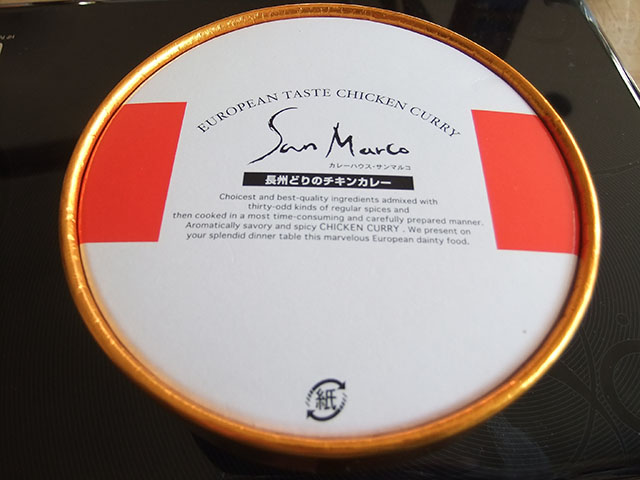 EUROPEAN TASTE CHICKEN CURRY
San Marco
カレーハウス・サンマルコ
長州どりのチキンカレー
Choicest and best-quality ingredients admixed with
thirty-odd kinds of regular spices and
then cooked in a most time-consuming and carefully prepared manner.
Aromatically savory and spicy CHICKEN CURRY . We present on
your splendid dinner table this marvelous European dainty food.
紙